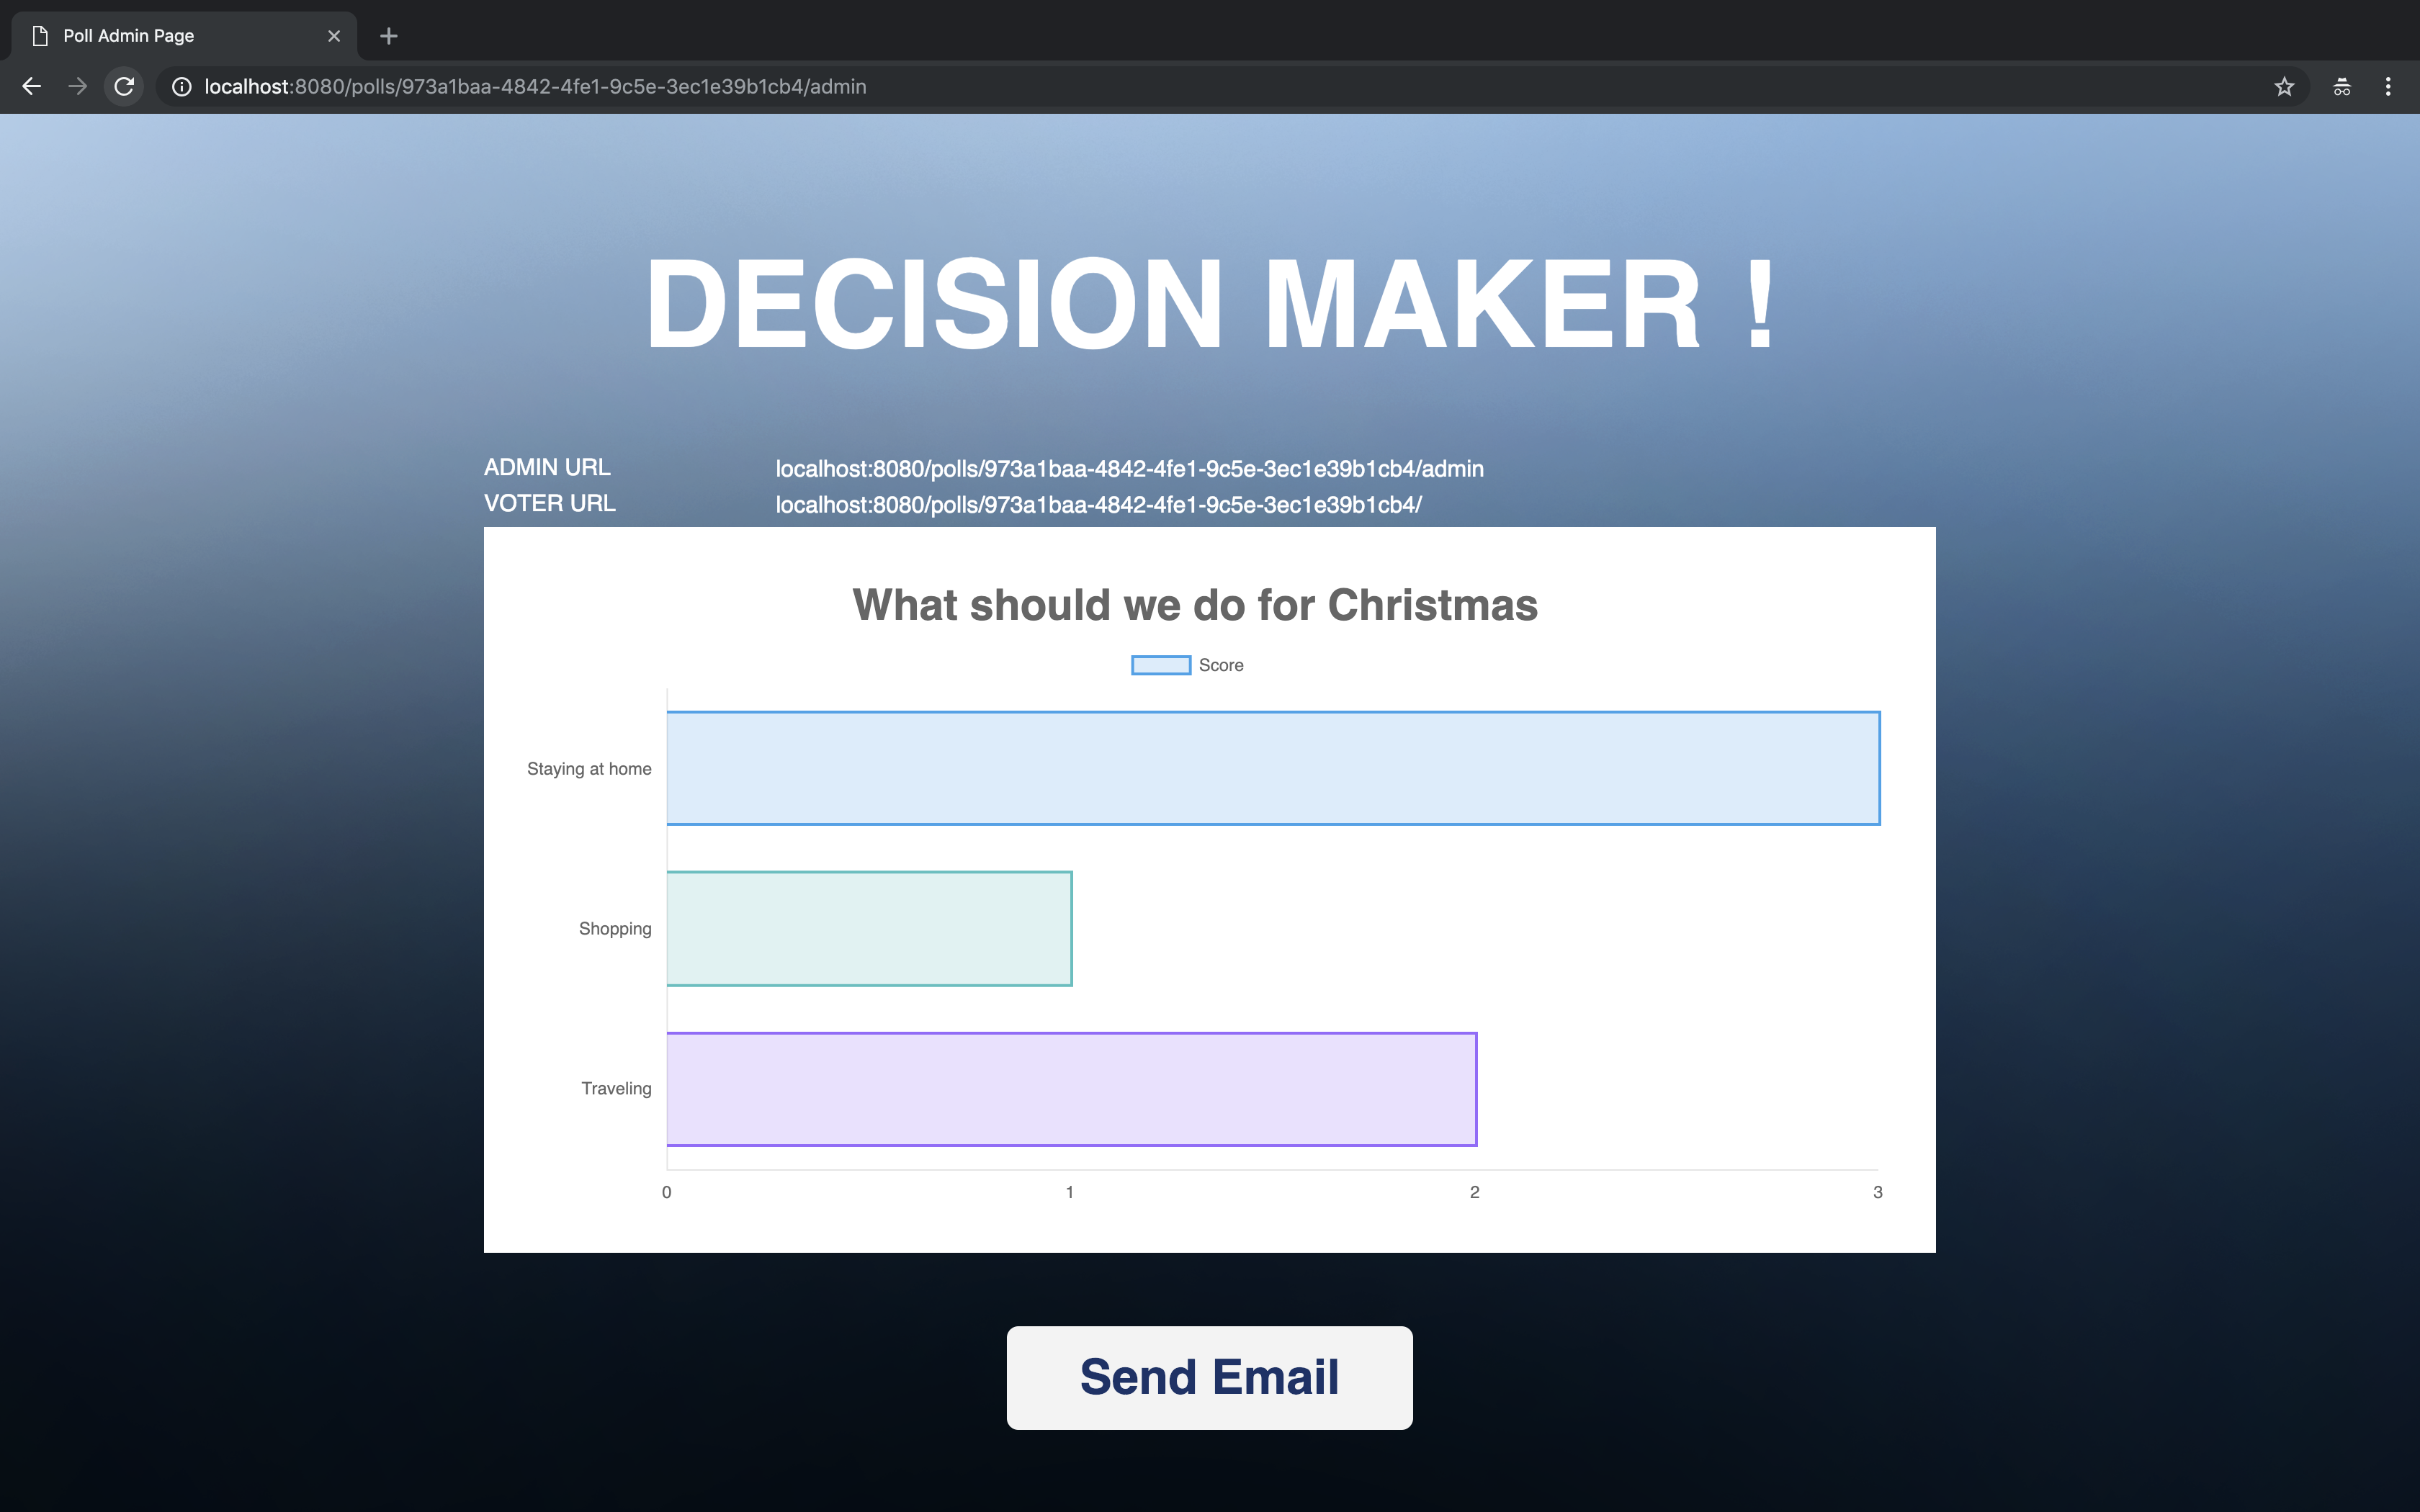 Poll Admin Page
localhost:8080/polls/973a1baa-4842-4fe1-9c5e-3ec1e39b1cb4/admin
DECISION MAKER !
ADMIN URL localhost:8080/polls/973a1baa-4842-4fe1-9c5e-3ec1e39b1cb4/admin
VOTER URL localhost:8080/polls/973a1baa-4842-4fe1-9c5e-3ec1e39b1cb4/
What should we do for Christmas
Score
Staying at home
Shopping
Traveling
0 1 2 3
Send Email